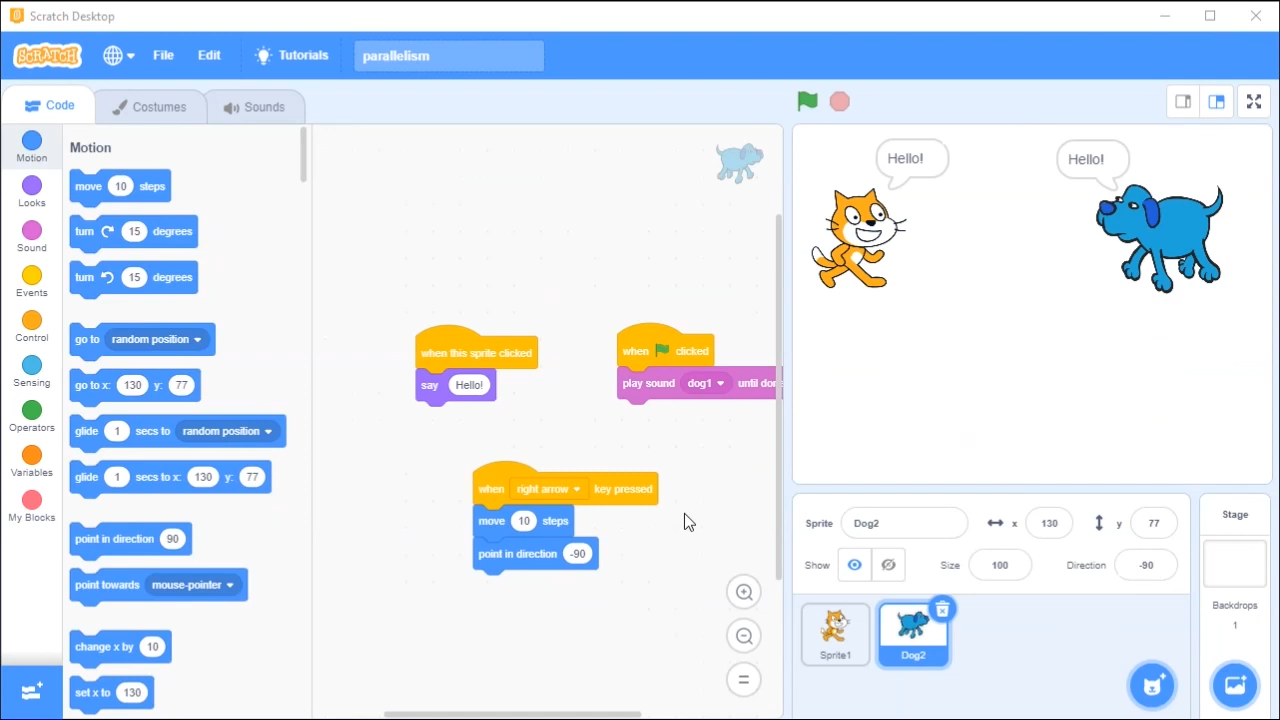 Scratch Desktop
SCRATCH
File
Edit
Tutorials
parallelism
Code
Costumes
Sounds
Motion
Looks
Sound
Events
Control
Sensing
Operators
Variables
My Blocks
Motion
move 10 steps
turn 15 degrees
turn 15 degrees
go to random position
go to x: 130 y: 77
glide 1 secs to random position
glide 1 secs to x: 130 y: 77
point in direction 90
point towards mouse-pointer
change x by 10
set x to 130
when this sprite clicked
say Hello!
when clicked
play sound dog1 until don
when right arrow key pressed
move 10 steps
point in direction -90
Hello!
Hello!
Sprite Dog2 x 130 y 77
Show Size 100 Direction -90
Sprite1
Dog2
Stage
Backdrops
1